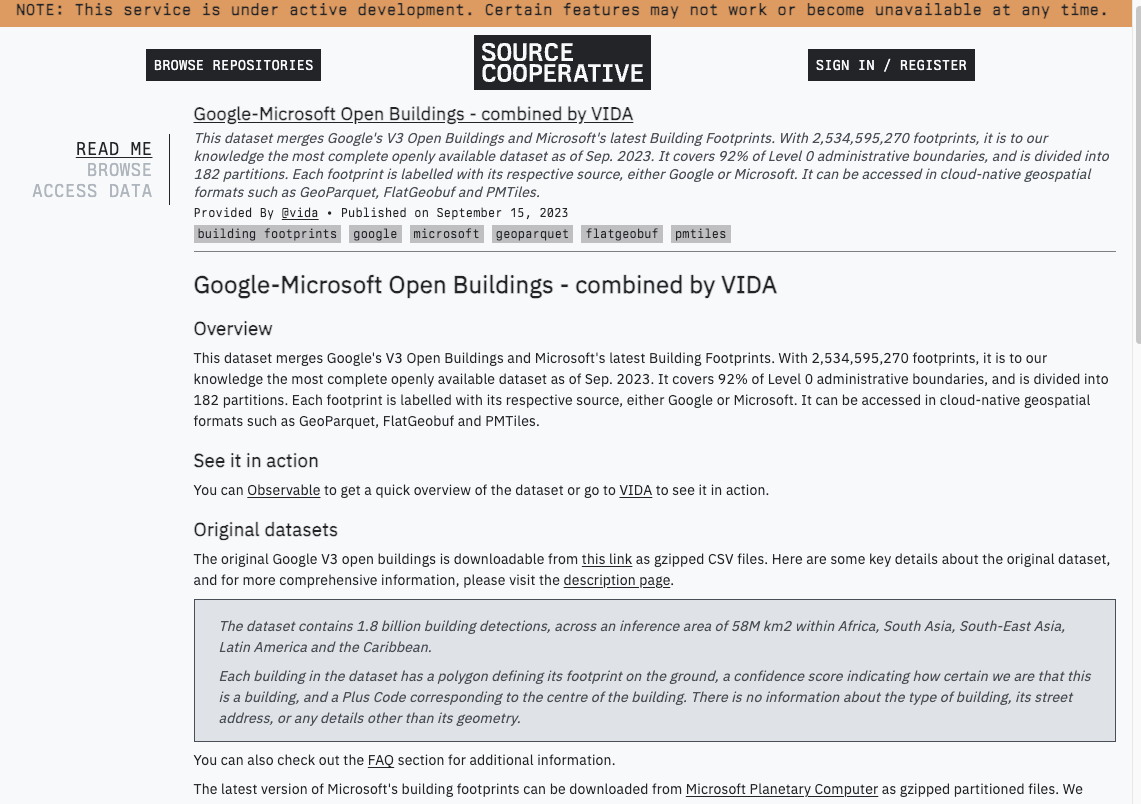 NOTE: This service is under active development. Certain features may not work or become unavailable at any time.
BROWSE REPOSITORIES
SOURCE
COOPERATIVE
SIGN IN / REGISTER
READ ME
BROWSE
ACCESS DATA
Google-Microsoft Open Buildings - combined by VIDA
This dataset merges Google's V3 Open Buildings and Microsoft's latest Building Footprints. With 2,534,595,270 footprints, it is to our
knowledge the most complete openly available dataset as of Sep. 2023. It covers 92% of Level 0 administrative boundaries, and is divided into
182 partitions. Each footprint is labelled with its respective source, either Google or Microsoft. It can be accessed in cloud-native geospatial
formats such as GeoParquet, FlatGeobuf and PMTiles.
Provided By @vida • Published on September 15, 2023
building footprints google microsoft geoparquet flatgeobuf pmtiles
Google-Microsoft Open Buildings - combined by VIDA
Overview
This dataset merges Google's V3 Open Buildings and Microsoft's latest Building Footprints. With 2,534,595,270 footprints, it is to our
knowledge the most complete openly available dataset as of Sep. 2023. It covers 92% of Level 0 administrative boundaries, and is divided into
182 partitions. Each footprint is labelled with its respective source, either Google or Microsoft. It can be accessed in cloud-native geospatial
formats such as GeoParquet, FlatGeobuf and PMTiles.
See it in action
You can Observable to get a quick overview of the dataset or go to VIDA to see it in action.
Original datasets
The original Google V3 open buildings is downloadable from this link as gzipped CSV files. Here are some key details about the original dataset,
and for more comprehensive information, please visit the description page.
The dataset contains 1.8 billion building detections, across an inference area of 58M km2 within Africa, South Asia, South-East Asia,
Latin America and the Caribbean.
Each building in the dataset has a polygon defining its footprint on the ground, a confidence score indicating how certain we are that this
is a building, and a Plus Code corresponding to the centre of the building. There is no information about the type of building, its street
address, or any details other than its geometry.
You can also check out the FAQ section for additional information.
The latest version of Microsoft's building footprints can be downloaded from Microsoft Planetary Computer as gzipped partitioned files. We